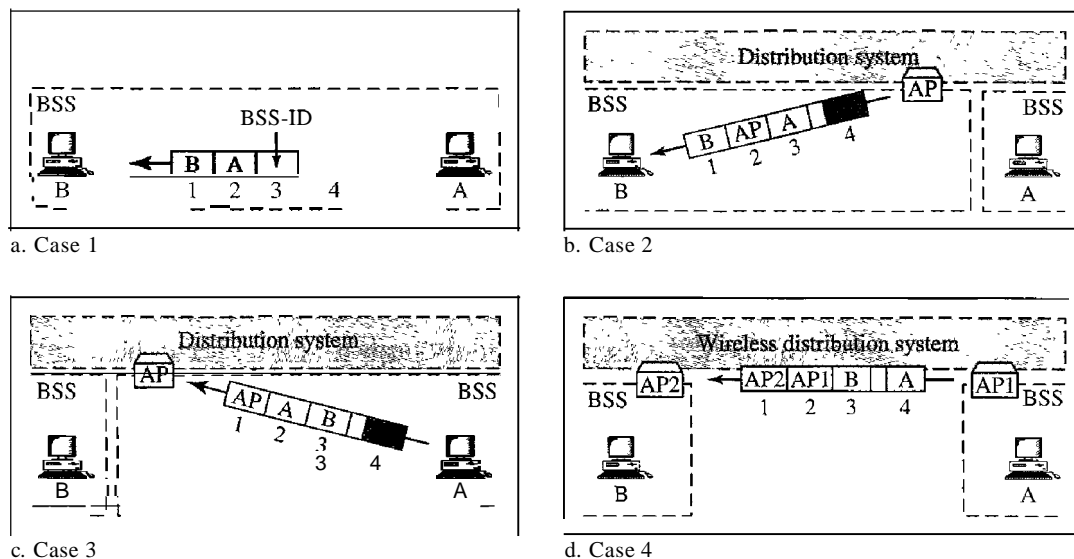 BSS
BSS-ID
B A
B
1 2 3 4
A
a. Case 1
Distribution system
AP
BSS
BSS
B AP A
1 2 3 4
B
A
b. Case 2
Distribution system
AP
BSS
BSS
AP A B
1 2 3
3 4
B
A
c. Case 3
Wireless distribution system
AP2
AP2 AP1 B A
AP1
BSS
BSS
1 2 3 4
B
A
d. Case 4